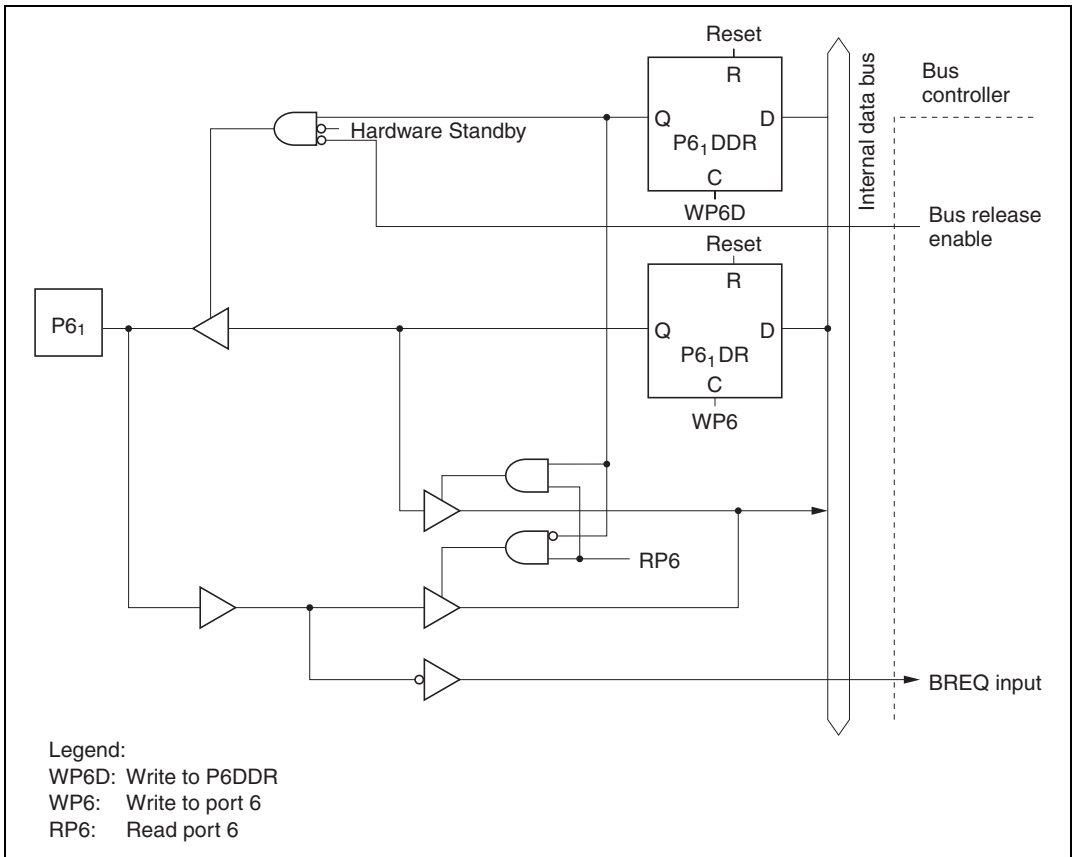 Reset
R
Bus
controller
Internal data bus
Hardware Standby
Q
D
P6₁DDR
C
WP6D
Bus release
enable
Reset
R
P6₁
Q
D
P6₁DR
C
WP6
RP6
BREQ input
Legend:
WP6D: Write to P6DDR
WP6: Write to port 6
RP6: Read port 6